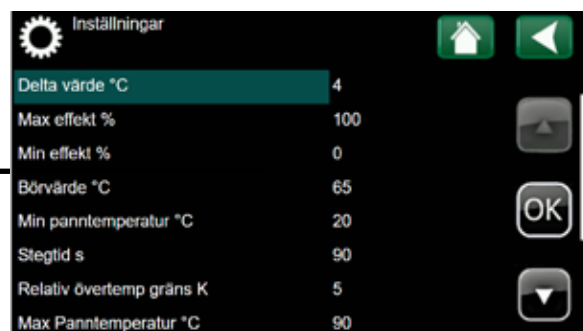 Inställningar
Delta värde °C 4
Max effekt % 100
Min effekt % 0
Börvärde °C 65
Min panntemperatur °C 20
Stegtid s 90
Relativ övertemp gräns K 5
Max Panntemperatur °C 90
OK